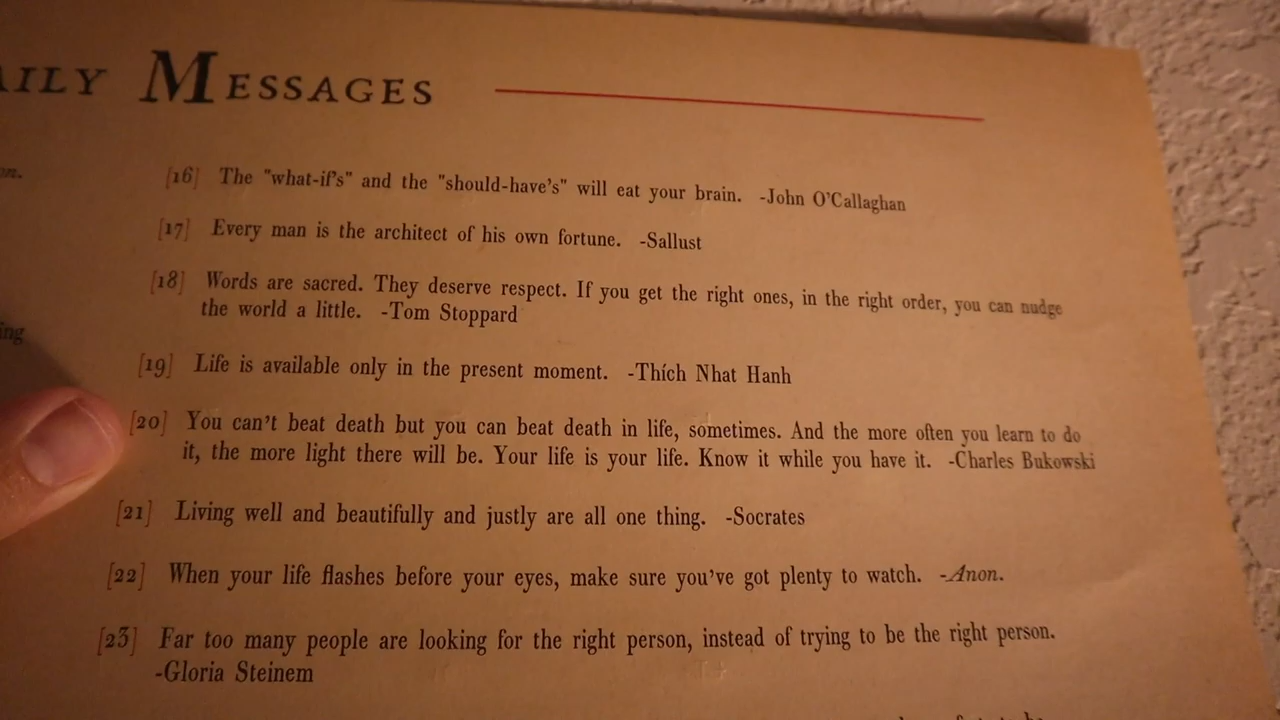 MESSAGES
on.
[16] The "what-if's" and the "should-have's" will eat your brain. -John O'Callaghan
[17] Every man is the architect of his own fortune. -Sallust
[18] Words are sacred. They deserve respect. If you get the right ones, in the right order, you can nudge
the world a little. -Tom Stoppard
ing
[19] Life is available only in the present moment. -Thích Nhat Hanh
[20] You can't beat death but you can beat death in life, sometimes. And the more often you learn to do
it, the more light there will be. Your life is your life. Know it while you have it. -Charles Bukowski
[21] Living well and beautifully and justly are all one thing. -Socrates
[22] When your life flashes before your eyes, make sure you've got plenty to watch. -Anon.
[23] Far too many people are looking for the right person, instead of trying to be the right person.
-Gloria Steinem